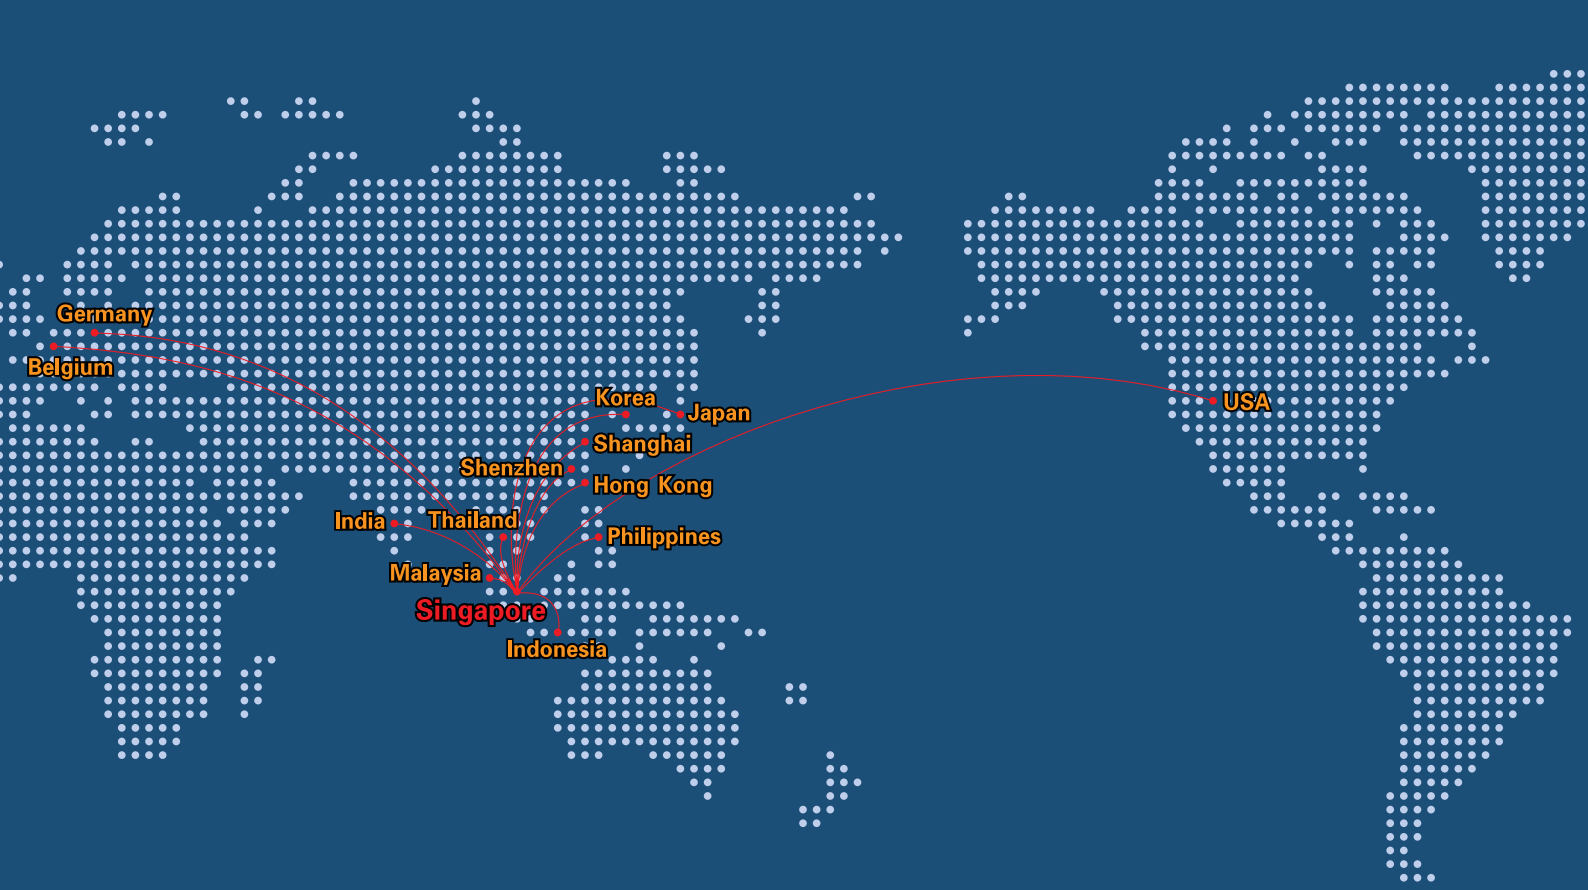 Germany
Belgium
Korea
USA
Japan
Shanghai
Shenzhen
Hong Kong
India
Thailand
Philippines
Malaysia
Singapore
Indonesia